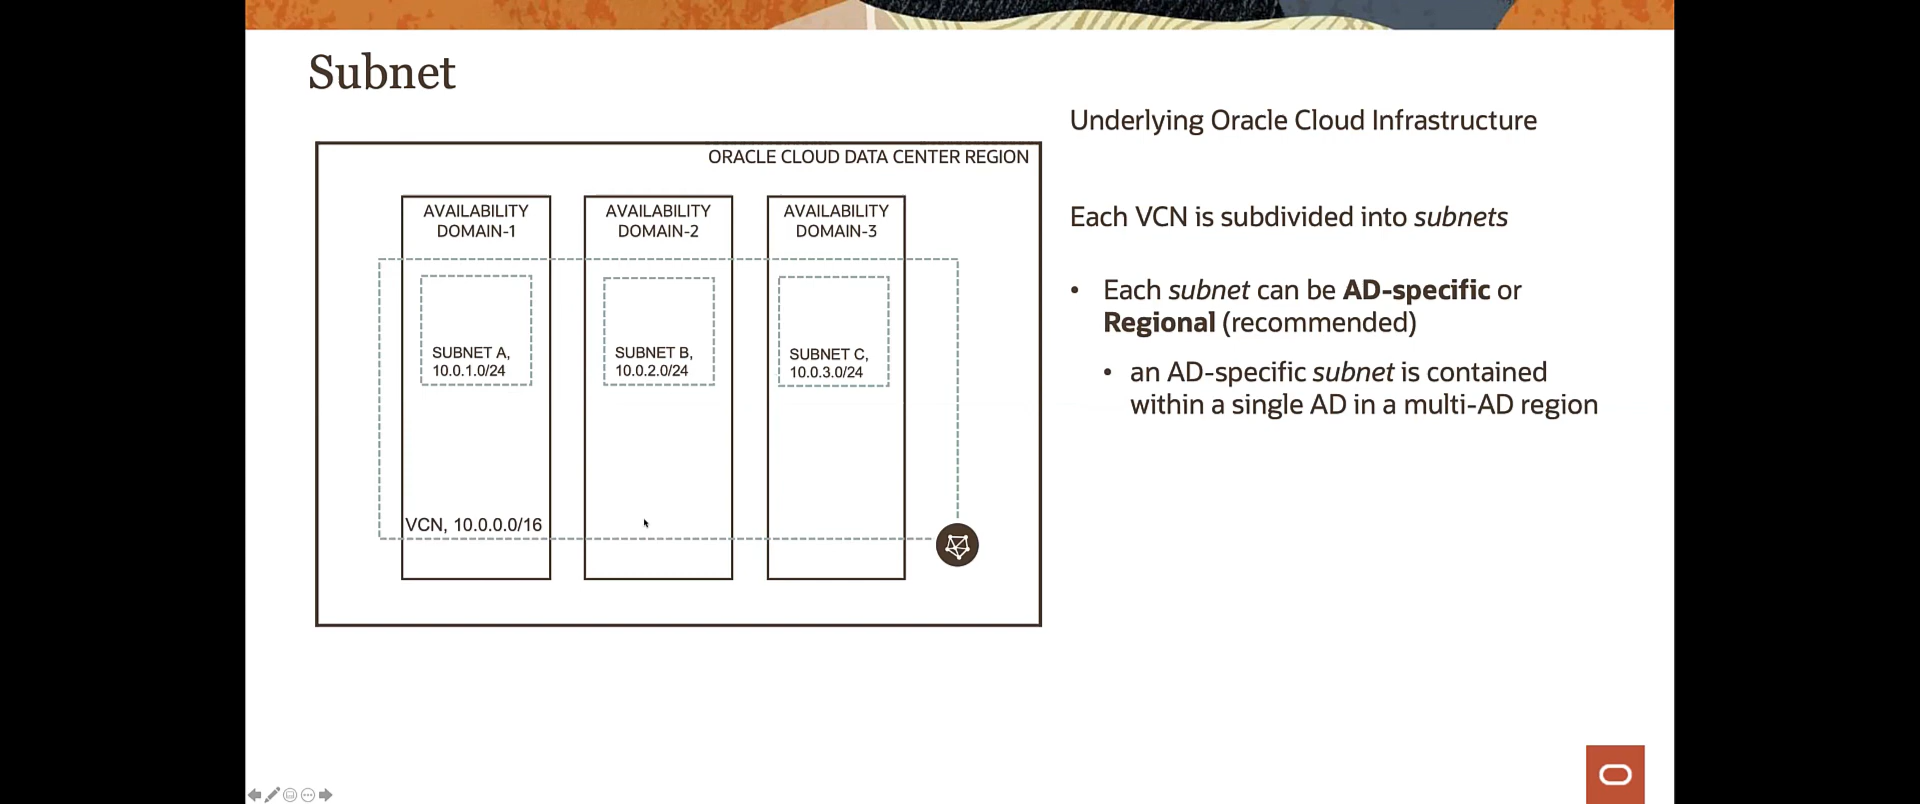 Subnet
ORACLE CLOUD DATA CENTER REGION
AVAILABILITY
DOMAIN-1
AVAILABILITY
DOMAIN-2
AVAILABILITY
DOMAIN-3
SUBNET A,
10.0.1.0/24
SUBNET B,
10.0.2.0/24
SUBNET C,
10.0.3.0/24
VCN, 10.0.0.0/16
Underlying Oracle Cloud Infrastructure
Each VCN is subdivided into subnets
• Each subnet can be AD-specific or
Regional (recommended)
• an AD-specific subnet is contained
within a single AD in a multi-AD region